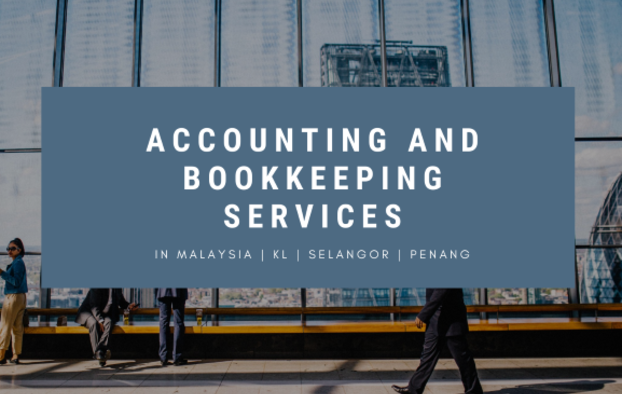 ACCOUNTING AND
BOOKKEEPING
SERVICES
IN MALAYSIA | KL | SELANGOR | PENANG